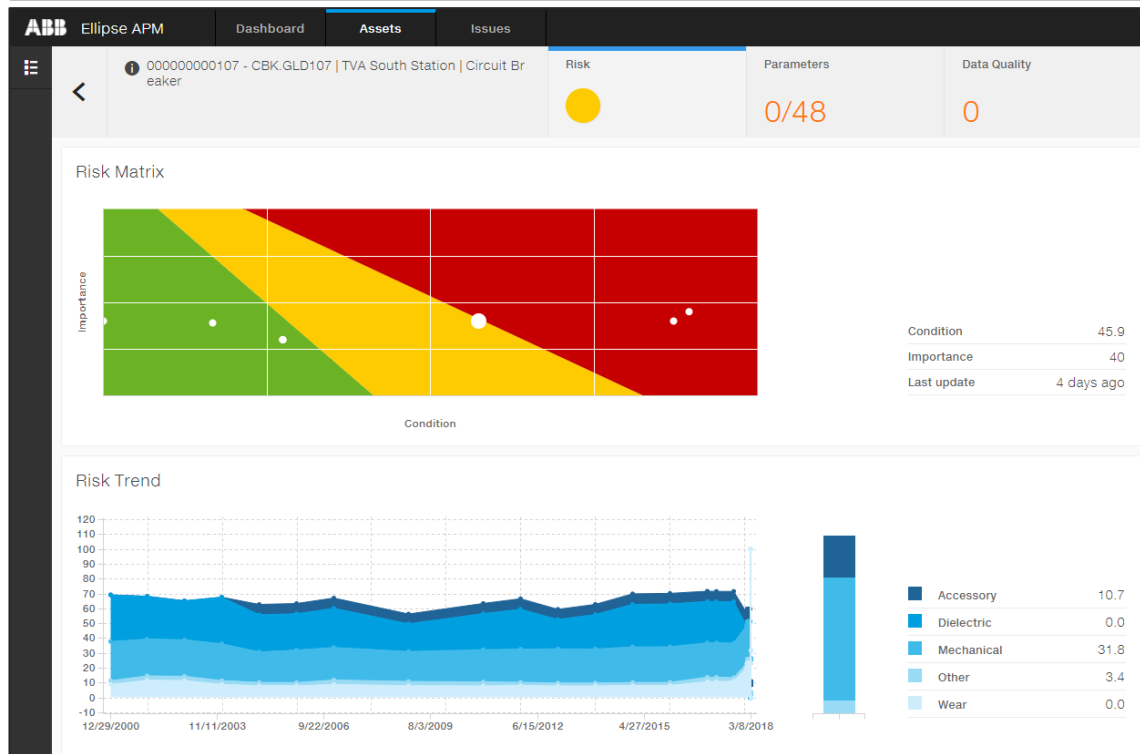 ABB Ellipse APM Dashboard Assets Issues
000000000107 - CBK.GLD107 | TVA South Station | Circuit Br
eaker
Risk
Parameters
0/48
Data Quality
0
Risk Matrix
Importance
Condition
Condition 45.9
Importance 40
Last update 4 days ago
Risk Trend
120
110
100
90
80
70
60
50
40
30
20
10
0
-10
12/29/2000 11/11/2003 9/22/2006 8/3/2009 6/15/2012 4/27/2015 3/8/2018
Accessory 10.7
Dielectric 0.0
Mechanical 31.8
Other 3.4
Wear 0.0